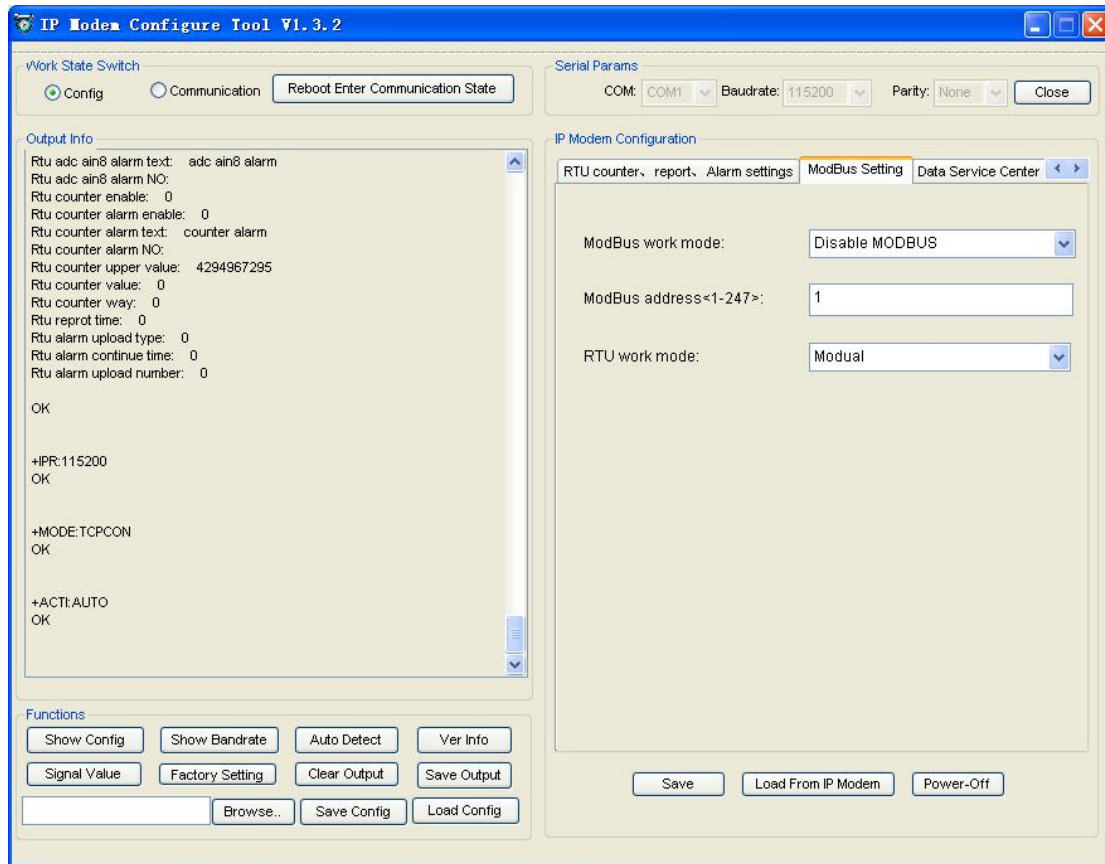 IP Modem Configure Tool V1.3.2
Work State Switch
Config
Communication
Reboot Enter Communication State
Serial Params
COM: COM1
Baudrate: 115200
Parity: None
Close
Output Info
Rtu adc ain8 alarm text: adc ain8 alarm
Rtu adc ain8 alarm NO:
Rtu counter enable: 0
Rtu counter alarm enable: 0
Rtu counter alarm text: counter alarm
Rtu counter alarm NO:
Rtu counter upper value: 4294967295
Rtu counter value: 0
Rtu counter way: 0
Rtu reprot time: 0
Rtu alarm upload type: 0
Rtu alarm continue time: 0
Rtu alarm upload number: 0
OK
+IPR:115200
OK
+MODE:TCPCON
OK
+ACTI:AUTO
OK
IP Modem Configuration
RTU counter、report、Alarm settings
ModBus Setting
Data Service Center
ModBus work mode: Disable MODBUS
ModBus address<1-247>: 1
RTU work mode: Modual
Functions
Show Config
Show Bandrate
Auto Detect
Ver Info
Signal Value
Factory Setting
Clear Output
Save Output
Browse..
Save Config
Load Config
Save
Load From IP Modem
Power-Off